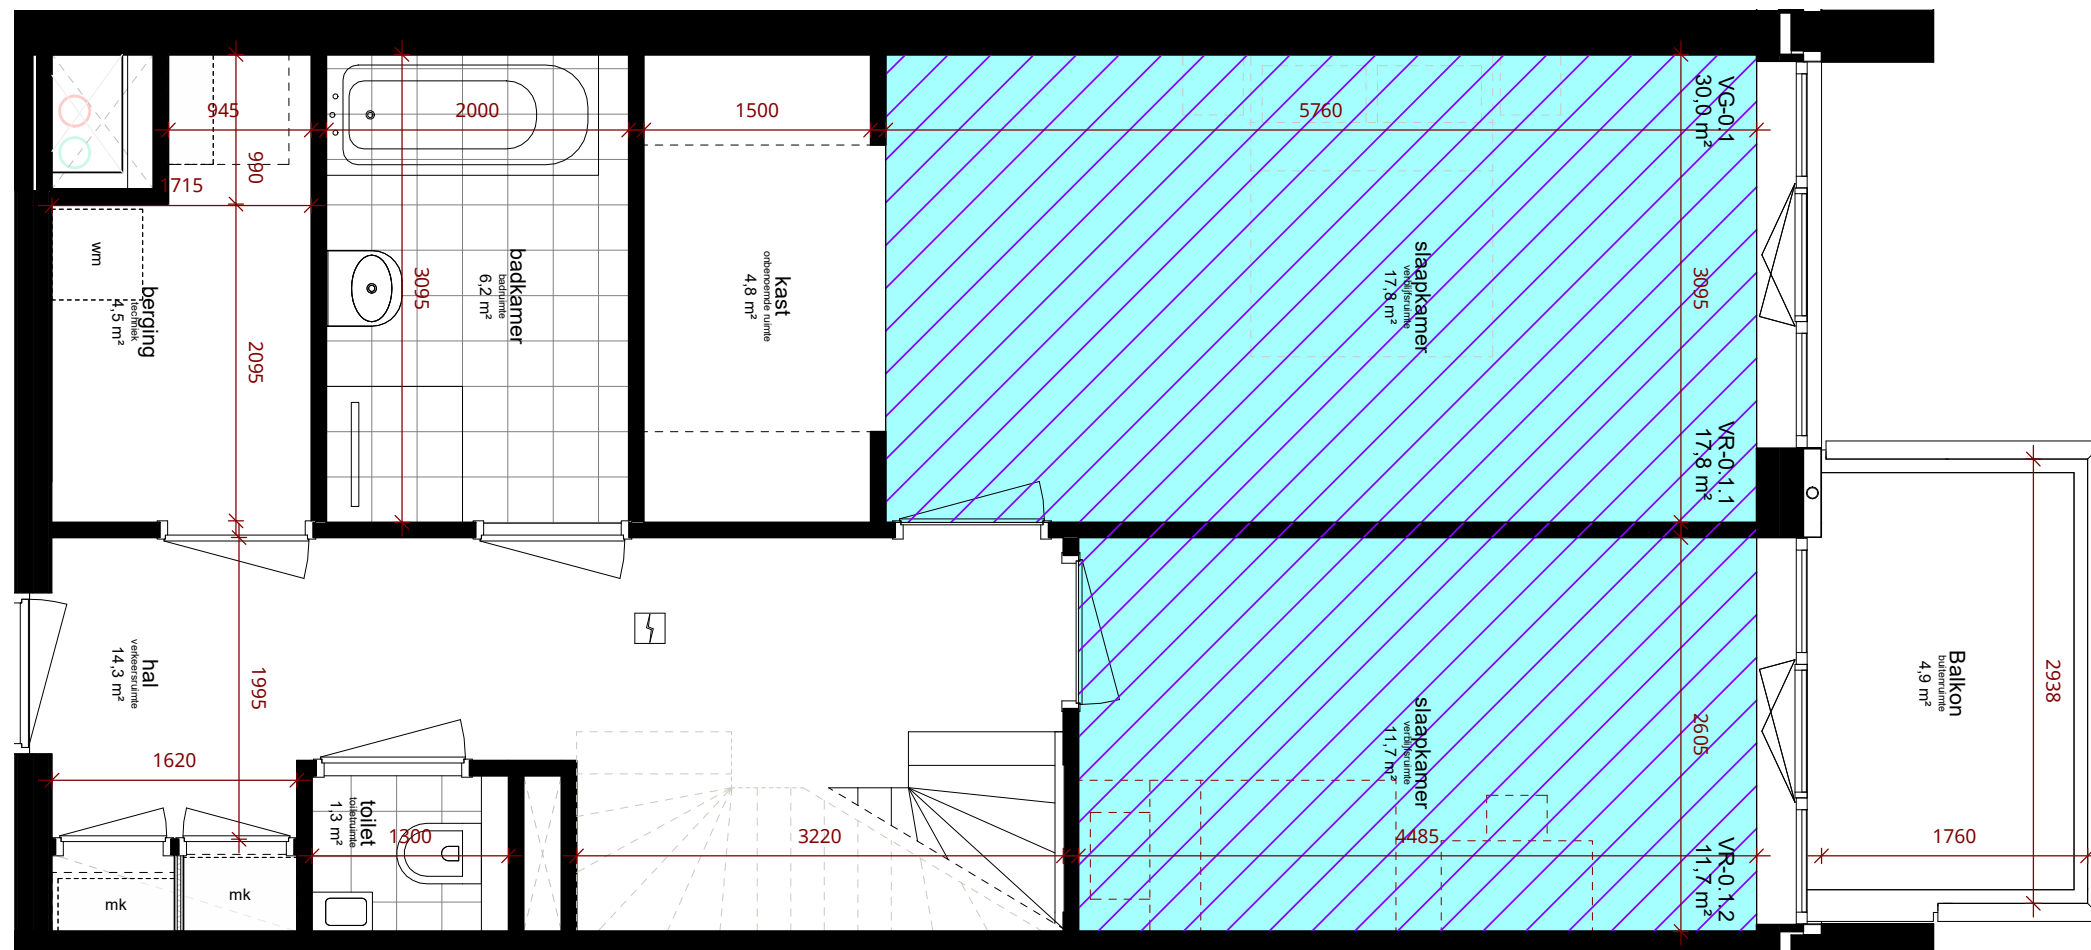 945
990
1715
2095
wm
berging
techniek
4,5 m²
2000
3095
badkamer
badruimte
6,2 m²
1500
kast
onbenoemde ruimte
4,8 m²
5760
3095
slaapkamer
verblijfsruimte
17,8 m²
VG-0.1
30,0 m²
VR-0.1.1
17,8 m²
hal
verkeersruimte
14,3 m²
1995
1620
mk
mk
toilet
toiletruimte
1,3 m²
1300
3220
slaapkamer
verblijfsruimte
11,7 m²
4485
2605
VR-0.1.2
11,7 m²
Balkon
buitenruimte
4,9 m²
2938
1760